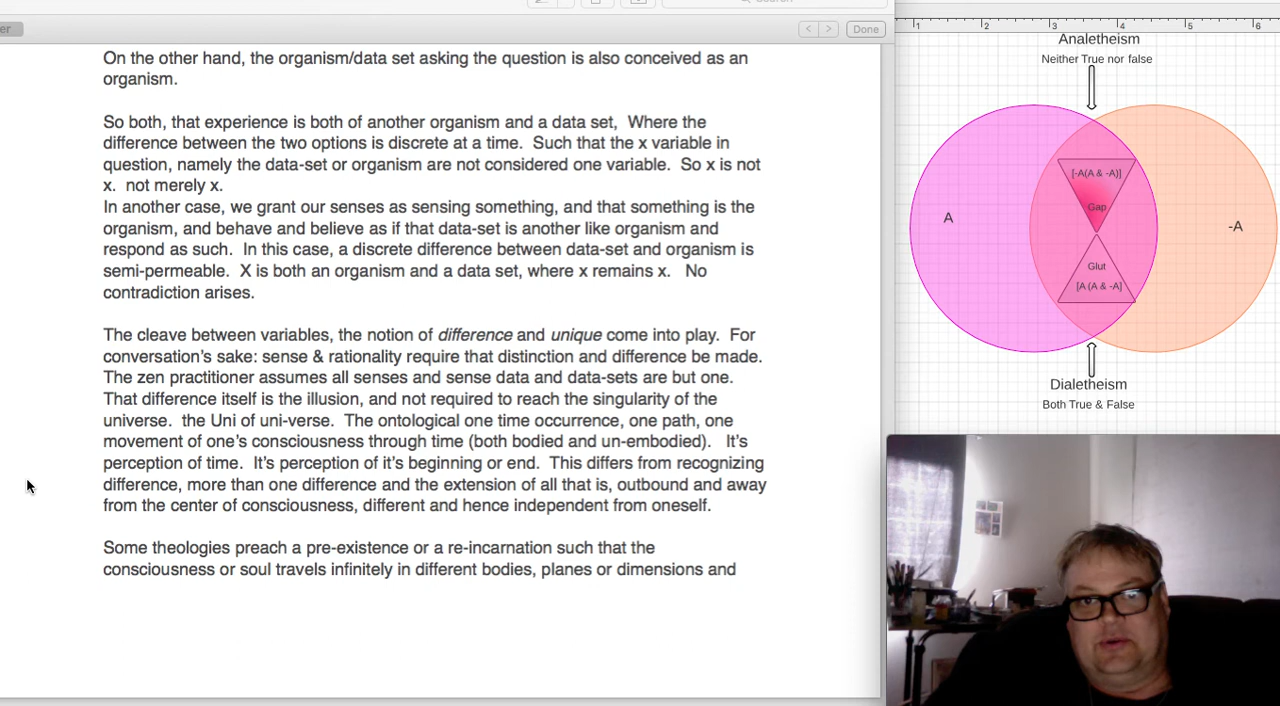 er
Search
Done
On the other hand, the organism/data set asking the question is also conceived as an
organism.
So both, that experience is both of another organism and a data set,  Where the
difference between the two options is discrete at a time.  Such that the x variable in
question, namely the data-set or organism are not considered one variable.  So x is not
x.  not merely x.
In another case, we grant our senses as sensing something, and that something is the
organism, and behave and believe as if that data-set is another like organism and
respond as such.  In this case, a discrete difference between data-set and organism is
semi-permeable.  X is both an organism and a data set, where x remains x.   No
contradiction arises.
The cleave between variables, the notion of difference and unique come into play.  For
conversation's sake: sense & rationality require that distinction and difference be made.
The zen practitioner assumes all senses and sense data and data-sets are but one.
That difference itself is the illusion, and not required to reach the singularity of the
universe.  the Uni of uni-verse.  The ontological one time occurrence, one path, one
movement of one's consciousness through time (both bodied and un-embodied).   It's
perception of time.  It's perception of it's beginning or end.  This differs from recognizing
difference, more than one difference and the extension of all that is, outbound and away
from the center of consciousness, different and hence independent from oneself.
Some theologies preach a pre-existence or a re-incarnation such that the
consciousness or soul travels infinitely in different bodies, planes or dimensions and
1 2 3 4 5 6
Analetheism
Neither True nor false
[-A(A & -A)]
Gap
A
-A
Glut
[A (A & -A]
Dialetheism
Both True & False